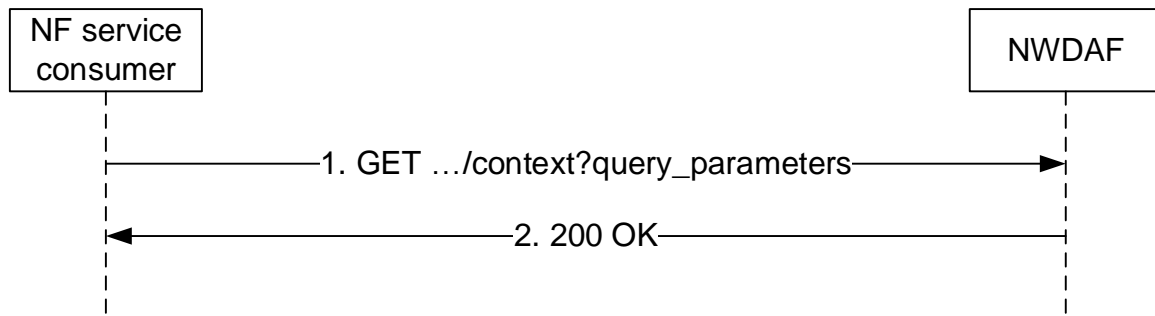 NF service
consumer
NWDAF
1. GET …/context?query_parameters
2. 200 OK